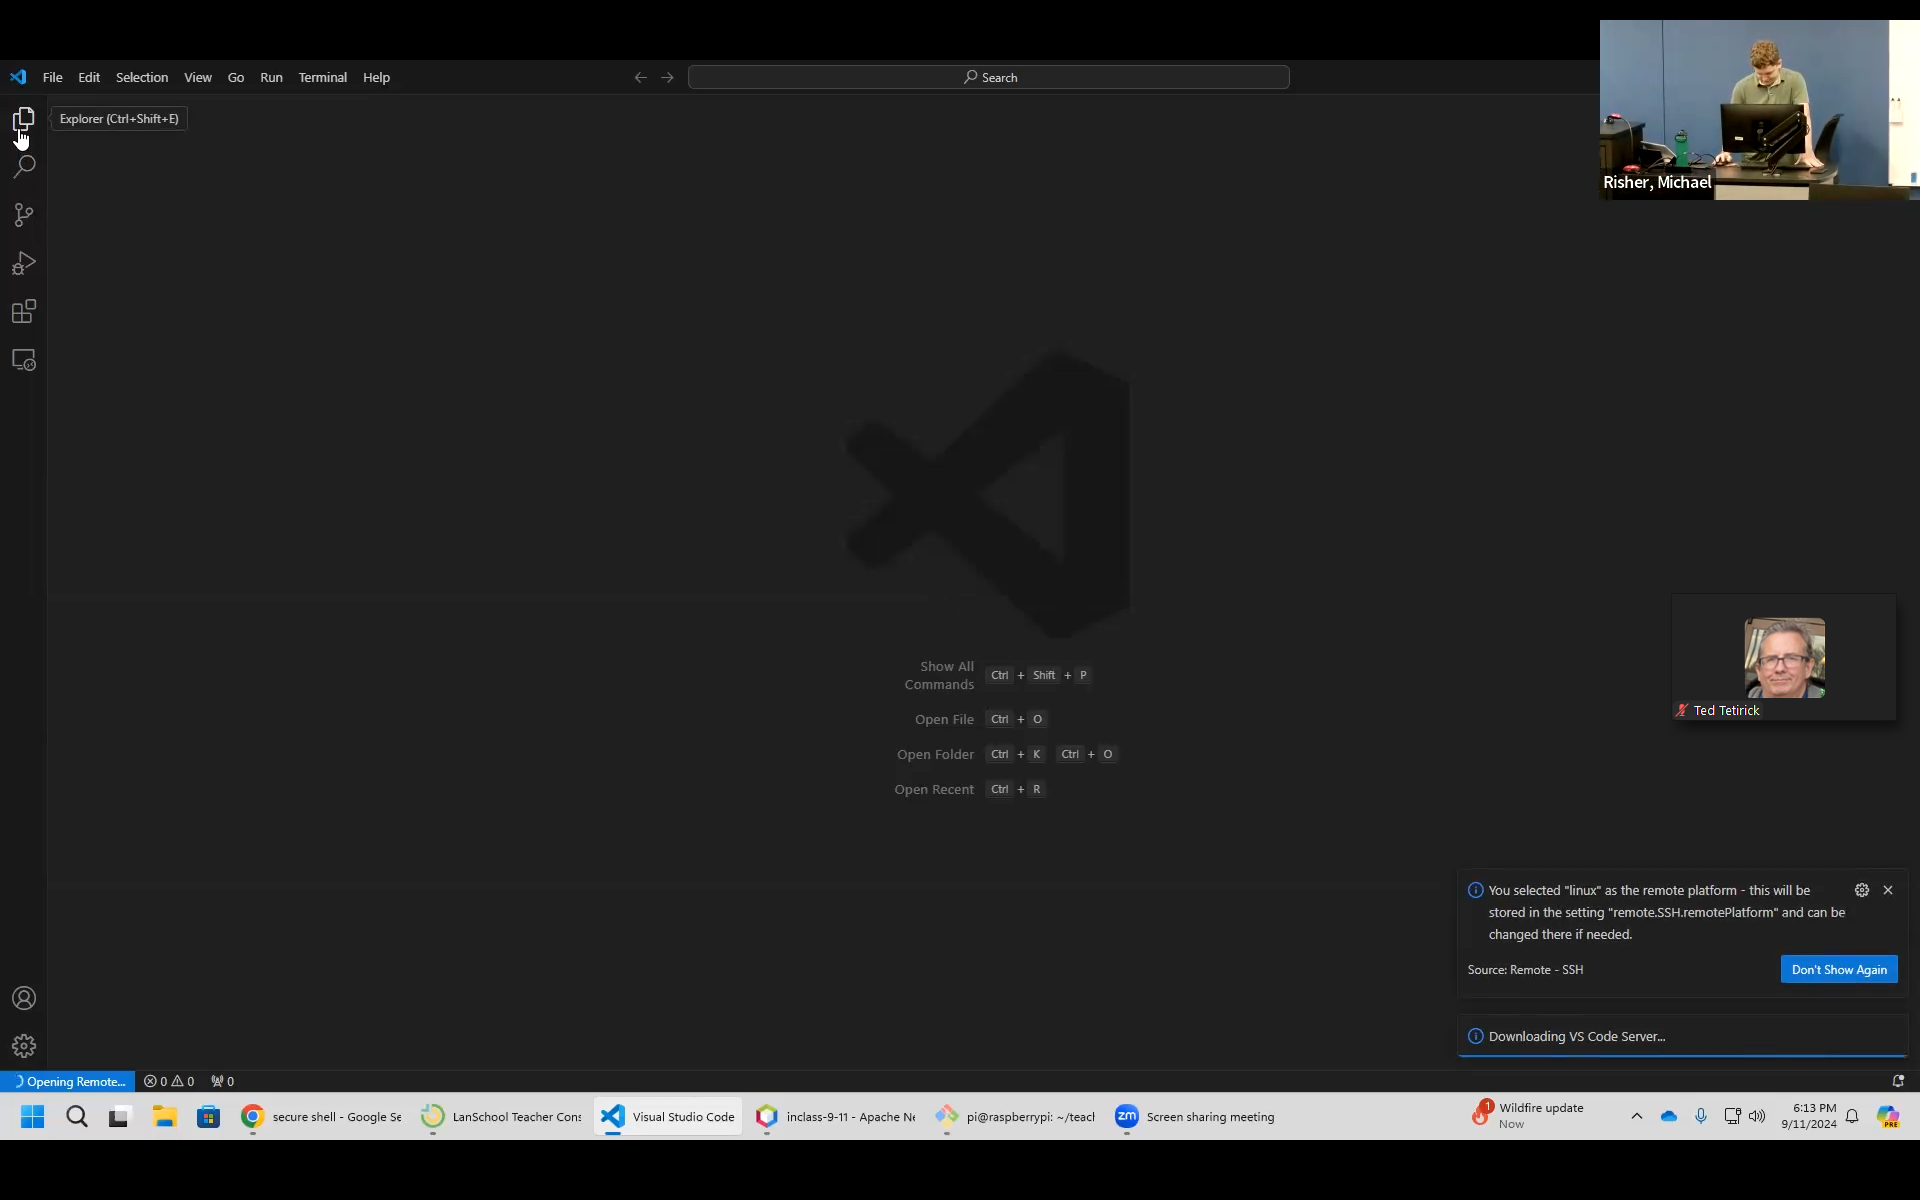 File Edit Selection View Go Run Terminal Help
Search
Explorer (Ctrl+Shift+E)
Risher, Michael
Show All Commands Ctrl + Shift + P
Open File Ctrl + O
Open Folder Ctrl + K Ctrl + O
Open Recent Ctrl + R
Ted Tetirick
You selected "linux" as the remote platform - this will be
stored in the setting "remote.SSH.remotePlatform" and can be
changed there if needed.
Source: Remote - SSH
Don't Show Again
Downloading VS Code Server...
Opening Remote... 0 0 0
secure shell - Google Se
LanSchool Teacher Cons
Visual Studio Code
inclass-9-11 - Apache Ne
pi@raspberrypi: ~/teach
zm
Screen sharing meeting
1
Wildfire update
Now
6:13 PM
9/11/2024
PRE